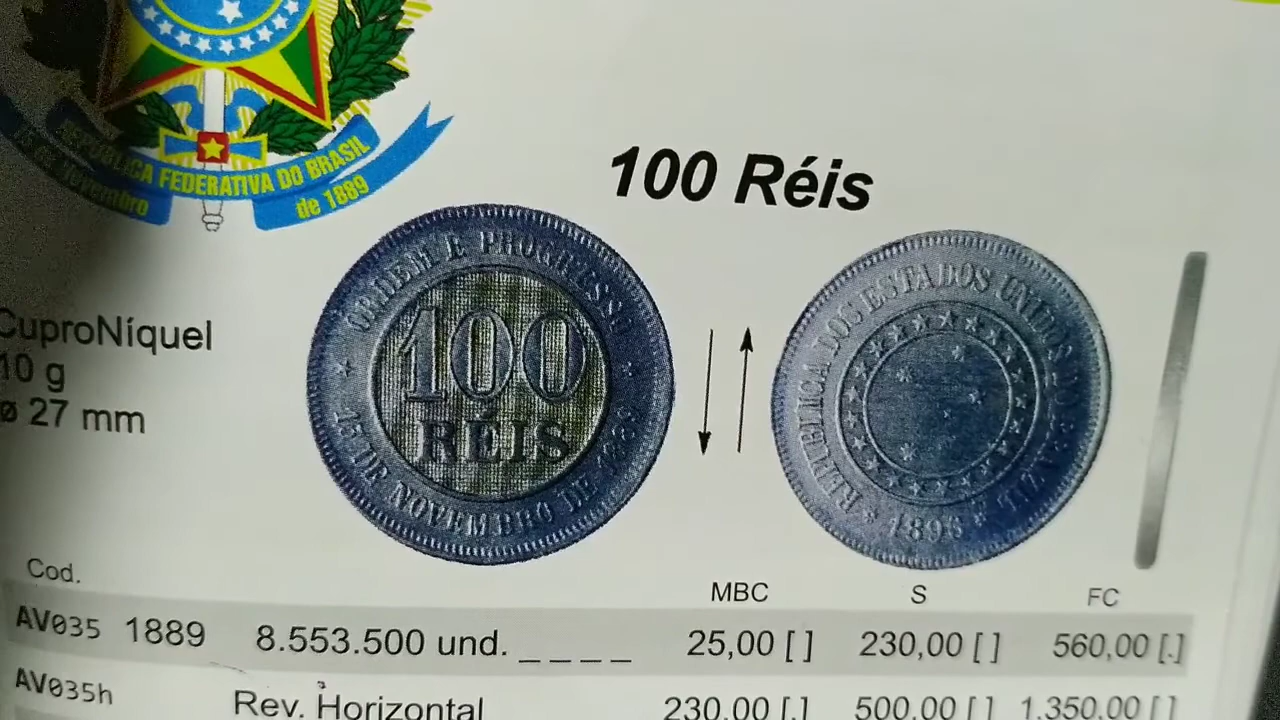 REPÚBLICA FEDERATIVA DO BRASIL
15 de Novembro de 1889
100 Réis
CuproNíquel
10 g
ø 27 mm
ORDEM E PROGRESSO
100
RÉIS
15 DE NOVEMBRO DE 1889
REPUBLICA DOS ESTADOS UNIDOS DO BRAZIL
1896
Cod.
MBC S FC
AV035 1889 8.553.500 und. _ _ _ _ 25,00 [ ] 230,00 [ ] 560,00 [.]
AV035h Rev. Horizontal 230,00 [.] 500,00 [ ] 1.350,00 [ ]